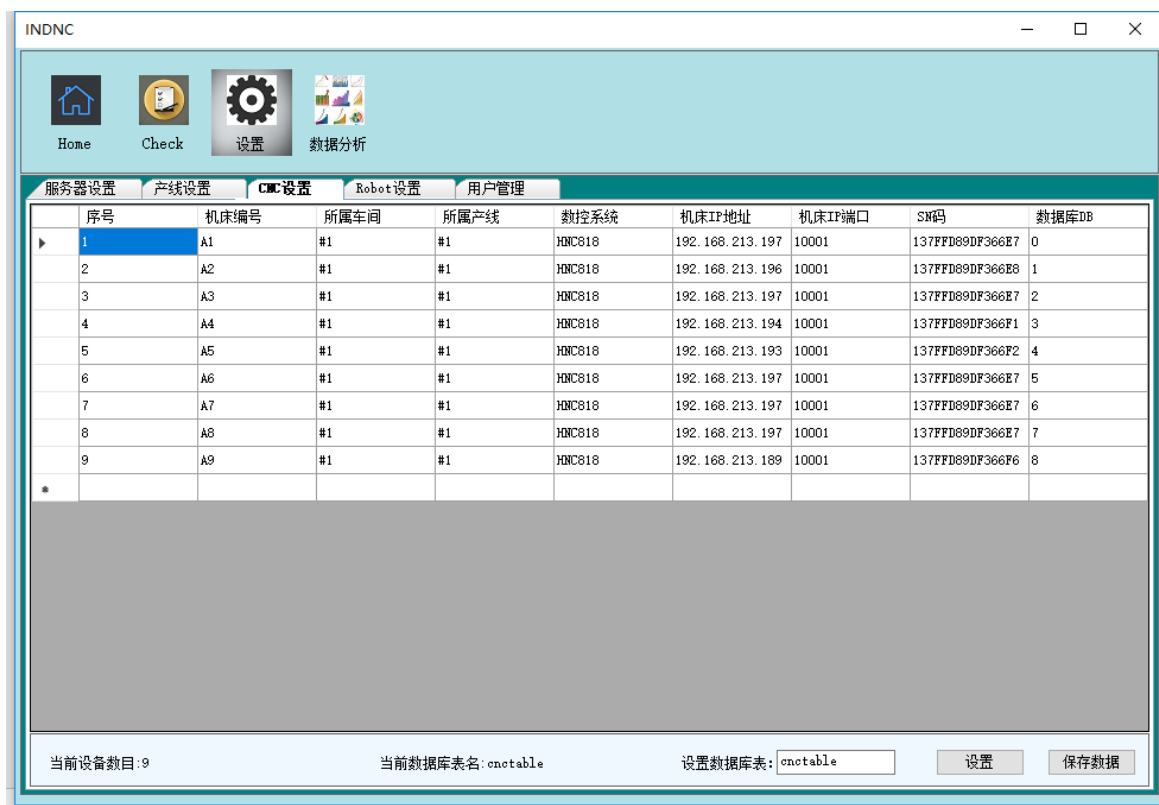 INDNC
Home Check 设置 数据分析
服务器设置 产线设置 CNC设置 Robot设置 用户管理
序号 机床编号 所属车间 所属产线 数控系统 机床IP地址 机床IP端口 SN码 数据库DB
1 A1 #1 #1 HNC818 192.168.213.197 10001 137FFD89DF366E7 0
2 A2 #1 #1 HNC818 192.168.213.196 10001 137FFD89DF366E8 1
3 A3 #1 #1 HNC818 192.168.213.197 10001 137FFD89DF366E7 2
4 A4 #1 #1 HNC818 192.168.213.194 10001 137FFD89DF366F1 3
5 A5 #1 #1 HNC818 192.168.213.193 10001 137FFD89DF366F2 4
6 A6 #1 #1 HNC818 192.168.213.197 10001 137FFD89DF366E7 5
7 A7 #1 #1 HNC818 192.168.213.197 10001 137FFD89DF366E7 6
8 A8 #1 #1 HNC818 192.168.213.197 10001 137FFD89DF366E7 7
9 A9 #1 #1 HNC818 192.168.213.189 10001 137FFD89DF366F6 8
当前设备数目:9 当前数据库表名:cnctable 设置数据库表: cnctable 设置 保存数据